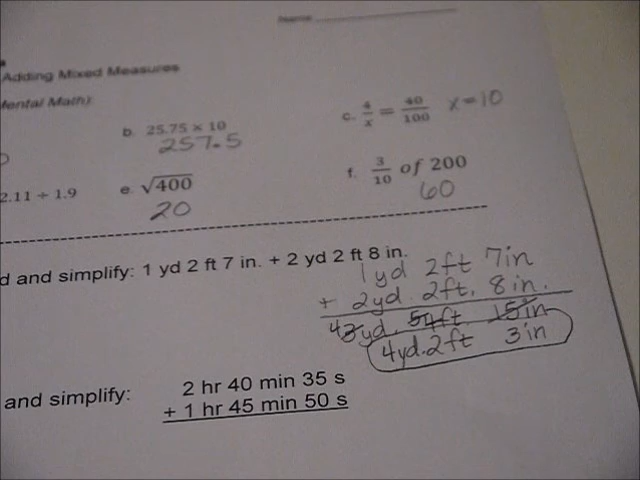 Name
Adding Mixed Measures
Mental Math):
b. 25.75 × 10
257.5
c. 4/x = 40/100 x=10
2.11 ÷ 1.9
e. √400
20
f. 3/10 of 200
60
d and simplify: 1 yd 2 ft 7 in. + 2 yd 2 ft 8 in.
1yd 2ft 7in
+ 2yd. 2ft. 8in.
43yd. 54ft 15in
4yd. 2ft 3in
and simplify:
2 hr 40 min 35 s
+ 1 hr 45 min 50 s